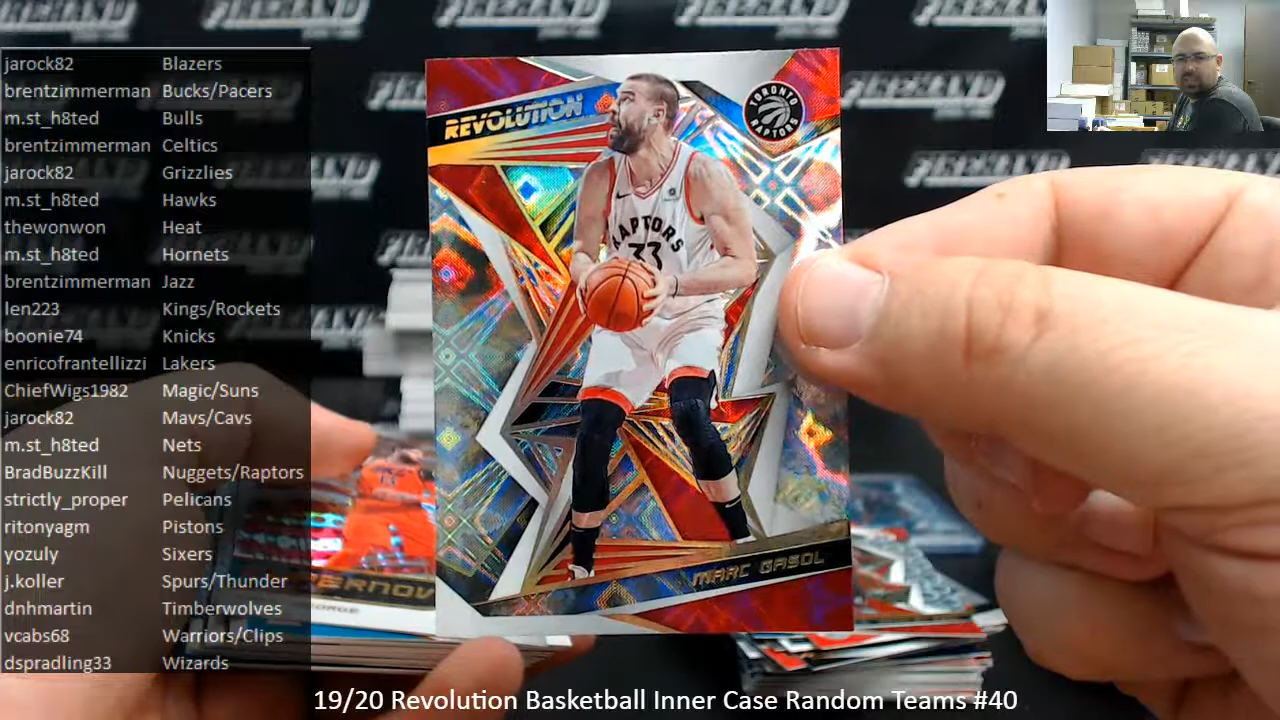 jarock82 Blazers
brentzimmerman Bucks/Pacers
m.st_h8ted Bulls
brentzimmerman Celtics
jarock82 Grizzlies
m.st_h8ted Hawks
thewonwon Heat
m.st_h8ted Hornets
brentzimmerman Jazz
len223 Kings/Rockets
boonie74 Knicks
enricofrantellizzi Lakers
ChiefWigs1982 Magic/Suns
jarock82 Mavs/Cavs
m.st_h8ted Nets
BradBuzzKill Nuggets/Raptors
strictly_proper Pelicans
ritonyagm Pistons
yozuly Sixers
j.koller Spurs/Thunder
dnhmartin Timberwolves
vcabs68 Warriors/Clips
dspradling33 Wizards
REVOLUTION
TORONTO
RAPTORS
RAPTORS
33
MARC GASOL
FIREHAND
19/20 Revolution Basketball Inner Case Random Teams #40